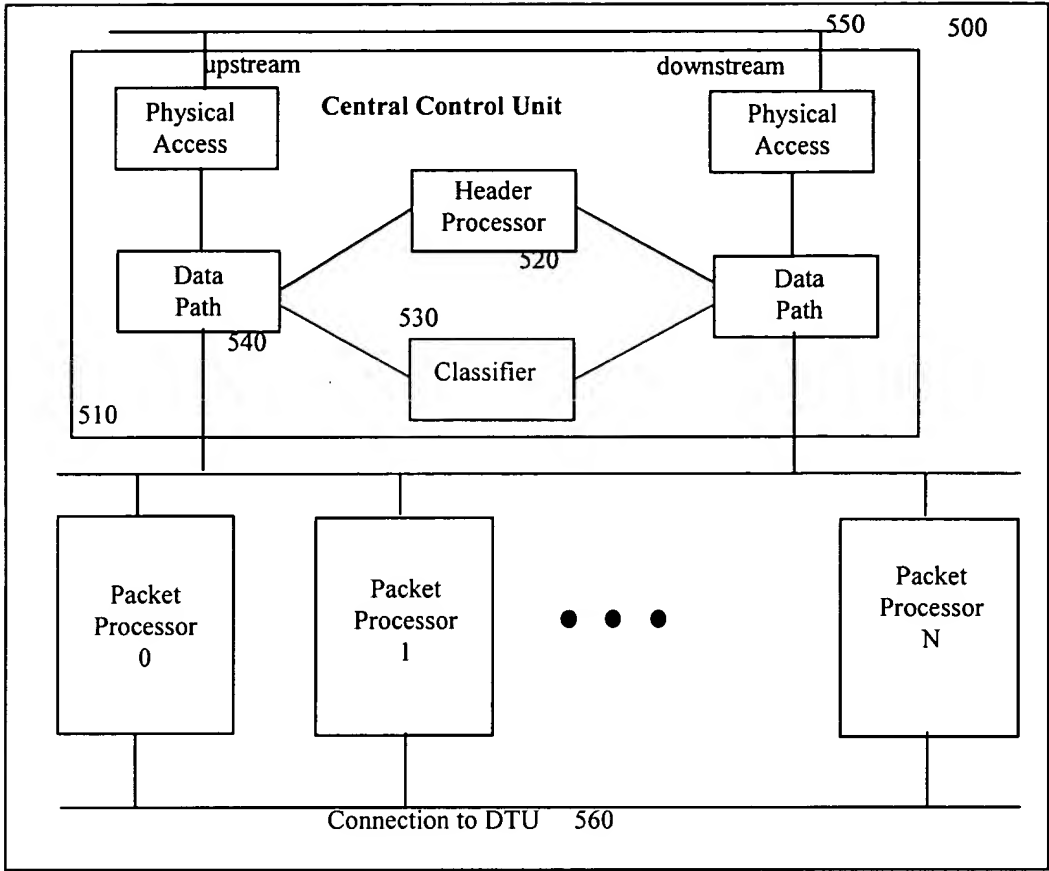 550
500
upstream
downstream
Central Control Unit
Physical
Access
Physical
Access
Header
Processor
520
Data
Path
540
Data
Path
530
Classifier
510
Packet
Processor
0
Packet
Processor
1
Packet
Processor
N
Connection to DTU 560